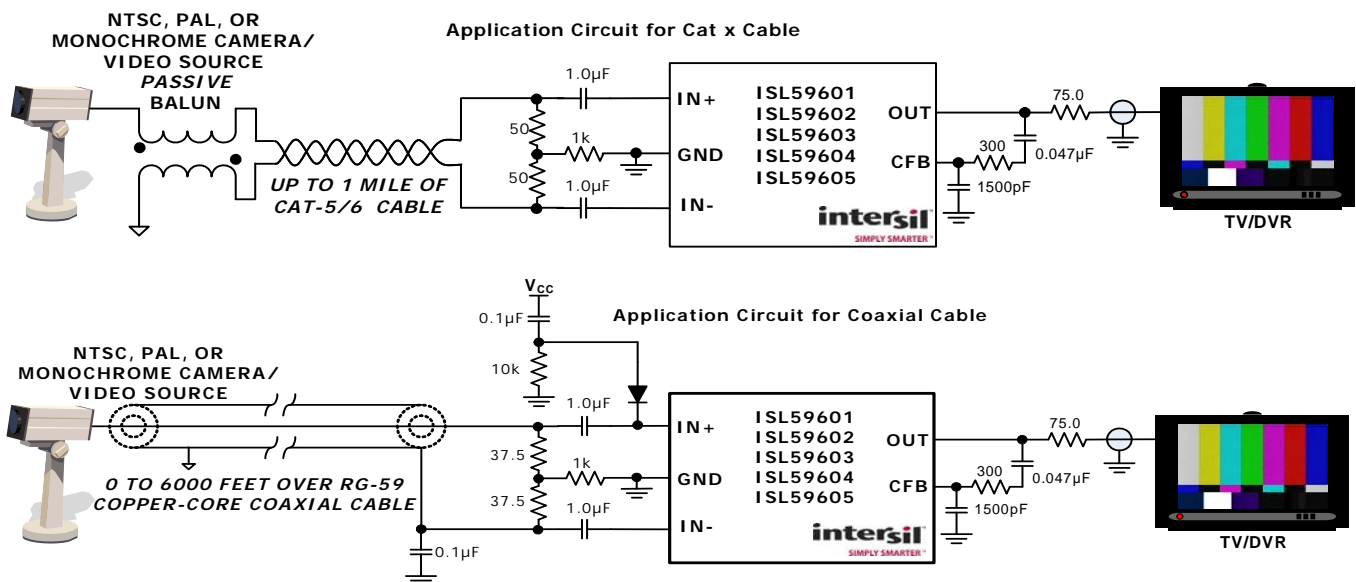 NTSC, PAL, OR
MONOCHROME CAMERA/
VIDEO SOURCE
PASSIVE
BALUN
Application Circuit for Cat x Cable
UP TO 1 MILE OF
CAT-5/6 CABLE
1.0µF
50
1k
50
1.0µF
IN+
GND
IN-
ISL59601
ISL59602
ISL59603
ISL59604
ISL59605
OUT
CFB
intersil™
SIMPLY SMARTER™
75.0
300
0.047µF
1500pF
TV/DVR
Application Circuit for Coaxial Cable
NTSC, PAL, OR
MONOCHROME CAMERA/
VIDEO SOURCE
0 TO 6000 FEET OVER RG-59
COPPER-CORE COAXIAL CABLE
VCC
0.1µF
10k
1.0µF
37.5
1k
37.5
1.0µF
0.1µF
IN+
GND
IN-
ISL59601
ISL59602
ISL59603
ISL59604
ISL59605
OUT
CFB
intersil™
SIMPLY SMARTER™
75.0
300
0.047µF
1500pF
TV/DVR